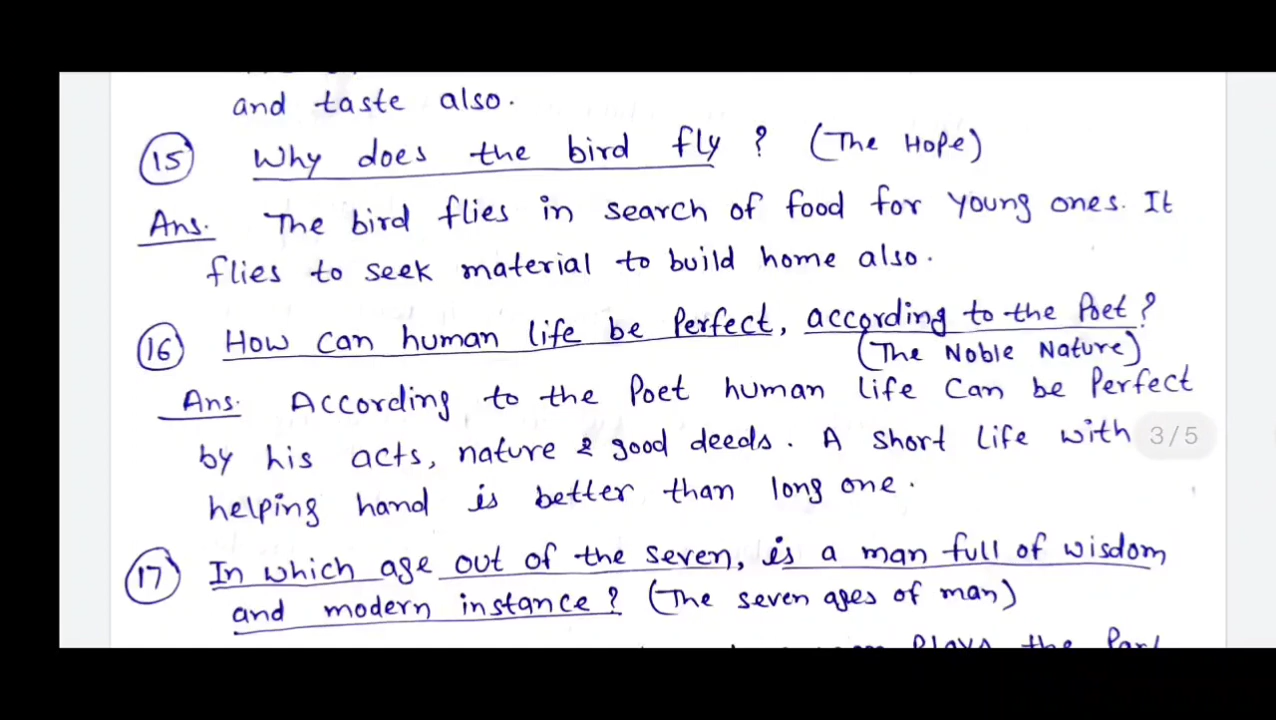 and taste also.
15 Why does the bird fly ? (The Hope)
Ans. The bird flies in search of food for young ones. It
flies to seek material to build home also.
16 How can human life be Perfect, according to the Poet ?
(The Noble Nature)
Ans. According to the Poet human life can be Perfect
by his acts, nature & good deeds. A short life with
3/5
helping hand is better than long one.
17 In which age out of the seven, is a man full of wisdom
and modern instance ? (The seven ages of man)
Plays the Part